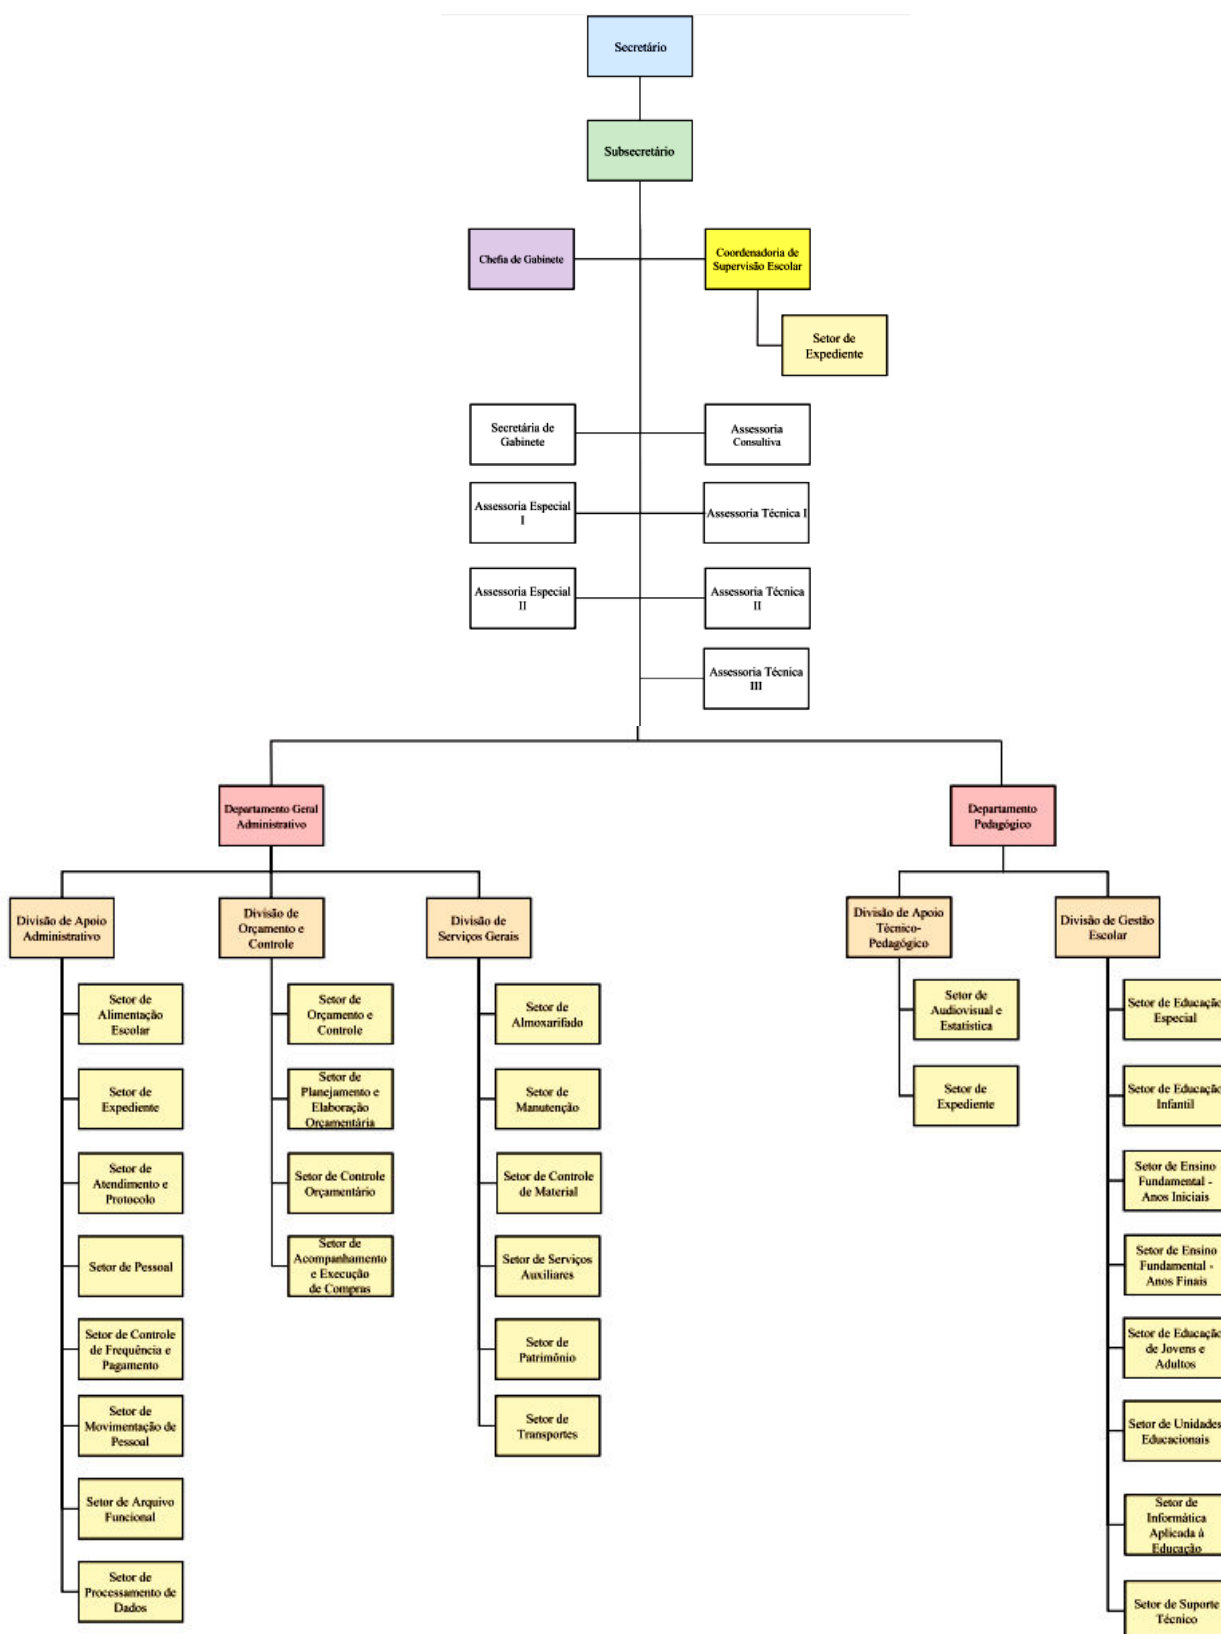 Secretário
Subsecretário
Chefia de Gabinete
Coordenadoria de
Supervisão Escolar
Setor de
Expediente
Secretária de
Gabinete
Assessoria
Consultiva
Assessoria Especial
I
Assessoria Técnica I
Assessoria Especial
II
Assessoria Técnica
II
Assessoria Técnica
III
Departamento Geral
Administrativo
Departamento
Pedagógico
Divisão de Apoio
Administrativo
Divisão de
Orçamento e
Controle
Divisão de
Serviços Gerais
Divisão de Apoio
Técnico-
Pedagógico
Divisão de Gestão
Escolar
Setor de
Alimentação
Escolar
Setor de
Expediente
Setor de
Atendimento e
Protocolo
Setor de Pessoal
Setor de Controle
de Frequência e
Pagamento
Setor de
Movimentação de
Pessoal
Setor de Arquivo
Funcional
Setor de
Processamento de
Dados
Setor de
Orçamento e
Controle
Setor de
Planejamento e
Elaboração
Orçamentária
Setor de Controle
Orçamentário
Setor de
Acompanhamento
e Execução
de Compras
Setor de
Almoxarifado
Setor de
Manutenção
Setor de Controle
de Material
Setor de Serviços
Auxiliares
Setor de
Patrimônio
Setor de
Transportes
Setor de
Audiovisual e
Estatística
Setor de
Expediente
Setor de Educação
Especial
Setor de Educação
Infantil
Setor de Ensino
Fundamental -
Anos Iniciais
Setor de Ensino
Fundamental -
Anos Finais
Setor de Educação
de Jovens e
Adultos
Setor de Unidades
Educacionais
Setor de
Informática
Aplicada à
Educação
Setor de Suporte
Técnico